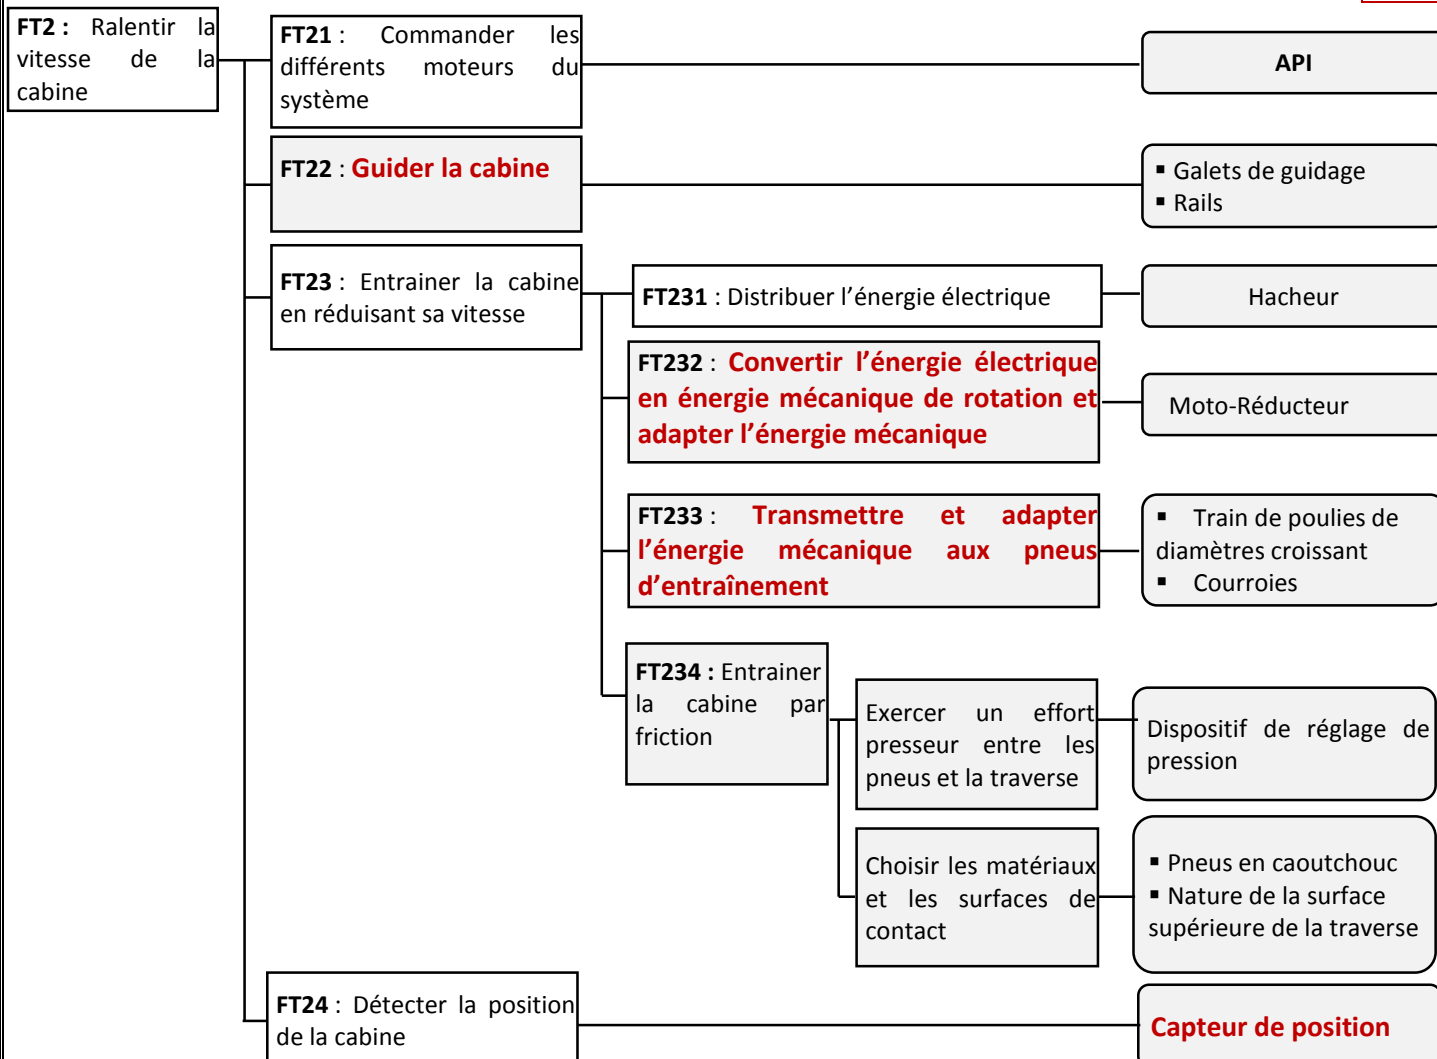 FT2 : Ralentir la
vitesse de la
cabine
FT21 : Commander les
différents moteurs du
système
API
FT22 : Guider la cabine
▪ Galets de guidage
▪ Rails
FT23 : Entrainer la cabine
en réduisant sa vitesse
FT231 : Distribuer l’énergie électrique
Hacheur
FT232 : Convertir l’énergie électrique
en énergie mécanique de rotation et
adapter l’énergie mécanique
Moto-Réducteur
FT233 : Transmettre et adapter
l’énergie mécanique aux pneus
d’entraînement
▪ Train de poulies de
diamètres croissant
▪ Courroies
FT234 : Entrainer
la cabine par
friction
Exercer un effort
presseur entre les
pneus et la traverse
Dispositif de réglage de
pression
Choisir les matériaux
et les surfaces de
contact
▪ Pneus en caoutchouc
▪ Nature de la surface
supérieure de la traverse
FT24 : Détecter la position
de la cabine
Capteur de position